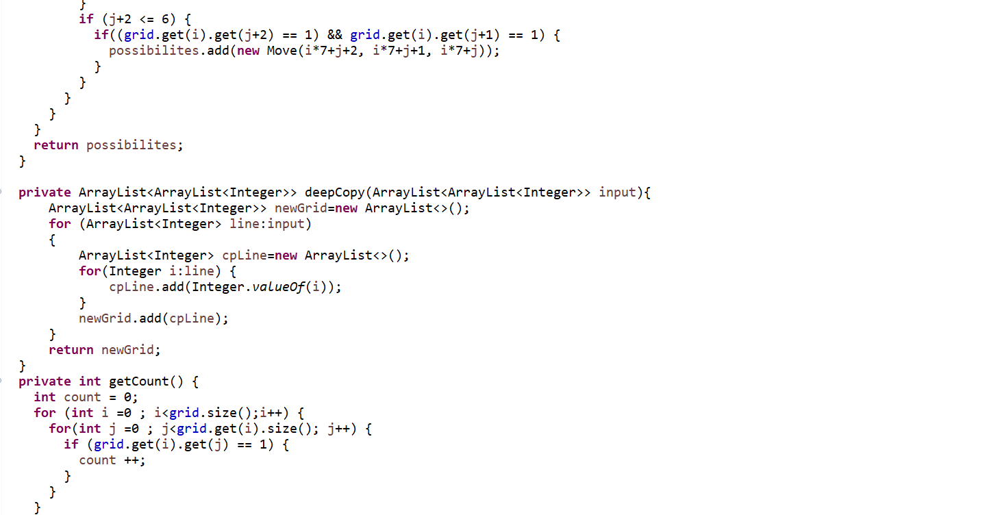 }
if (j+2 <= 6) {
if((grid.get(i).get(j+2) == 1) && grid.get(i).get(j+1) == 1) {
possibilites.add(new Move(i*7+j+2, i*7+j+1, i*7+j));
}
}
}
}
}
return possibilites;
}
private ArrayList<ArrayList<Integer>> deepCopy(ArrayList<ArrayList<Integer>> input){
ArrayList<ArrayList<Integer>> newGrid=new ArrayList<>();
for (ArrayList<Integer> line:input)
{
ArrayList<Integer> cpLine=new ArrayList<>();
for(Integer i:line) {
cpLine.add(Integer.valueOf(i));
}
newGrid.add(cpLine);
}
return newGrid;
}
private int getCount() {
int count = 0;
for (int i =0 ; i<grid.size();i++) {
for(int j =0 ; j<grid.get(i).size(); j++) {
if (grid.get(i).get(j) == 1) {
count ++;
}
}
}